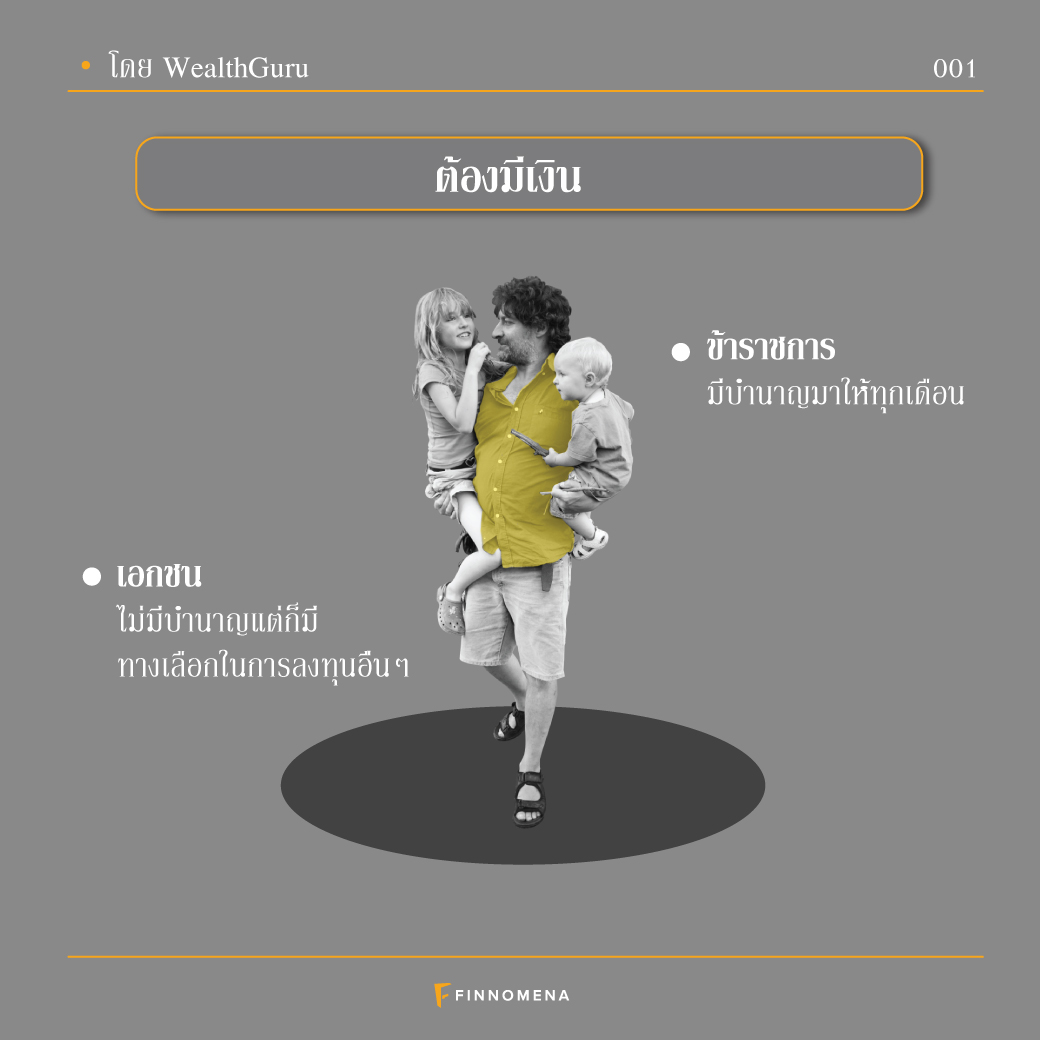 • โดย WealthGuru
001
ต้องมีเงิน
● ข้าราชการ
มีบำนาญมาให้ทุกเดือน
● เอกชน
ไม่มีบำนาญแต่ก็มี
ทางเลือกในการลงทุนอื่นๆ
FINNOMENA